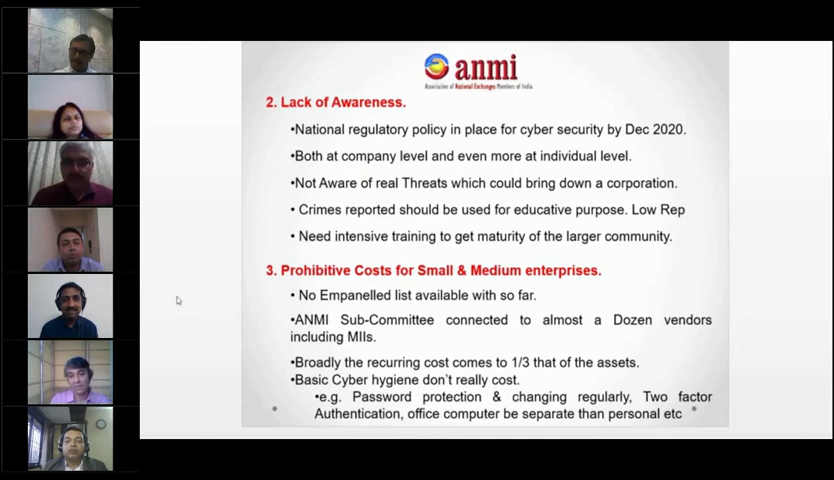 anmi
Association of National Exchanges Members of India
2. Lack of Awareness.
•National regulatory policy in place for cyber security by Dec 2020.
•Both at company level and even more at individual level.
•Not Aware of real Threats which could bring down a corporation.
• Crimes reported should be used for educative purpose. Low Rep
• Need intensive training to get maturity of the larger community.
3. Prohibitive Costs for Small & Medium enterprises.
• No Empanelled list available with so far.
•ANMI Sub-Committee connected to almost a Dozen vendors
including MIIs.
•Broadly the recurring cost comes to 1/3 that of the assets.
•Basic Cyber hygiene don't really cost.
•e.g. Password protection & changing regularly, Two factor
Authentication, office computer be separate than personal etc